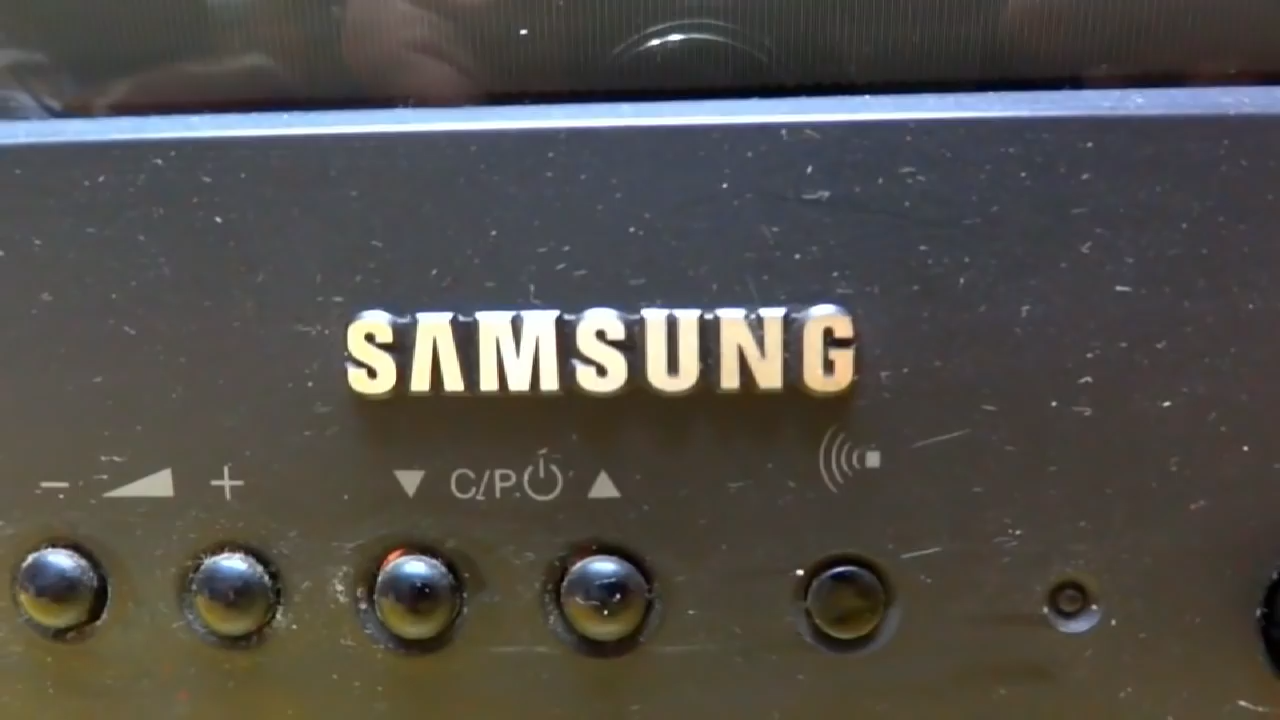 SAMSUNG
− + ▼ C/P.⏻ ▲